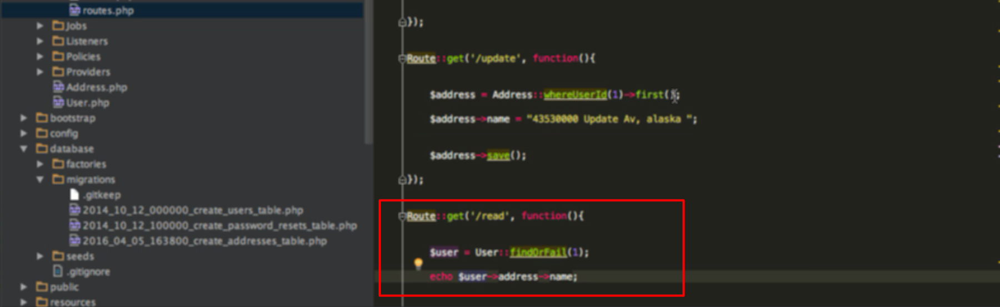 routes.php
Jobs
Listeners
Policies
Providers
Address.php
User.php
bootstrap
config
database
factories
migrations
.gitkeep
2014_10_12_000000_create_users_table.php
2014_10_12_100000_create_password_resets_table.php
2016_04_05_163800_create_addresses_table.php
seeds
.gitignore
public
resources
});
Route::get('/update', function(){
$address = Address::whereUserId(1)->first();
$address->name = "43530000 Update Av, alaska ";
$address->save();
});
Route::get('/read', function(){
$user = User::findOrFail(1);
echo $user->address->name;